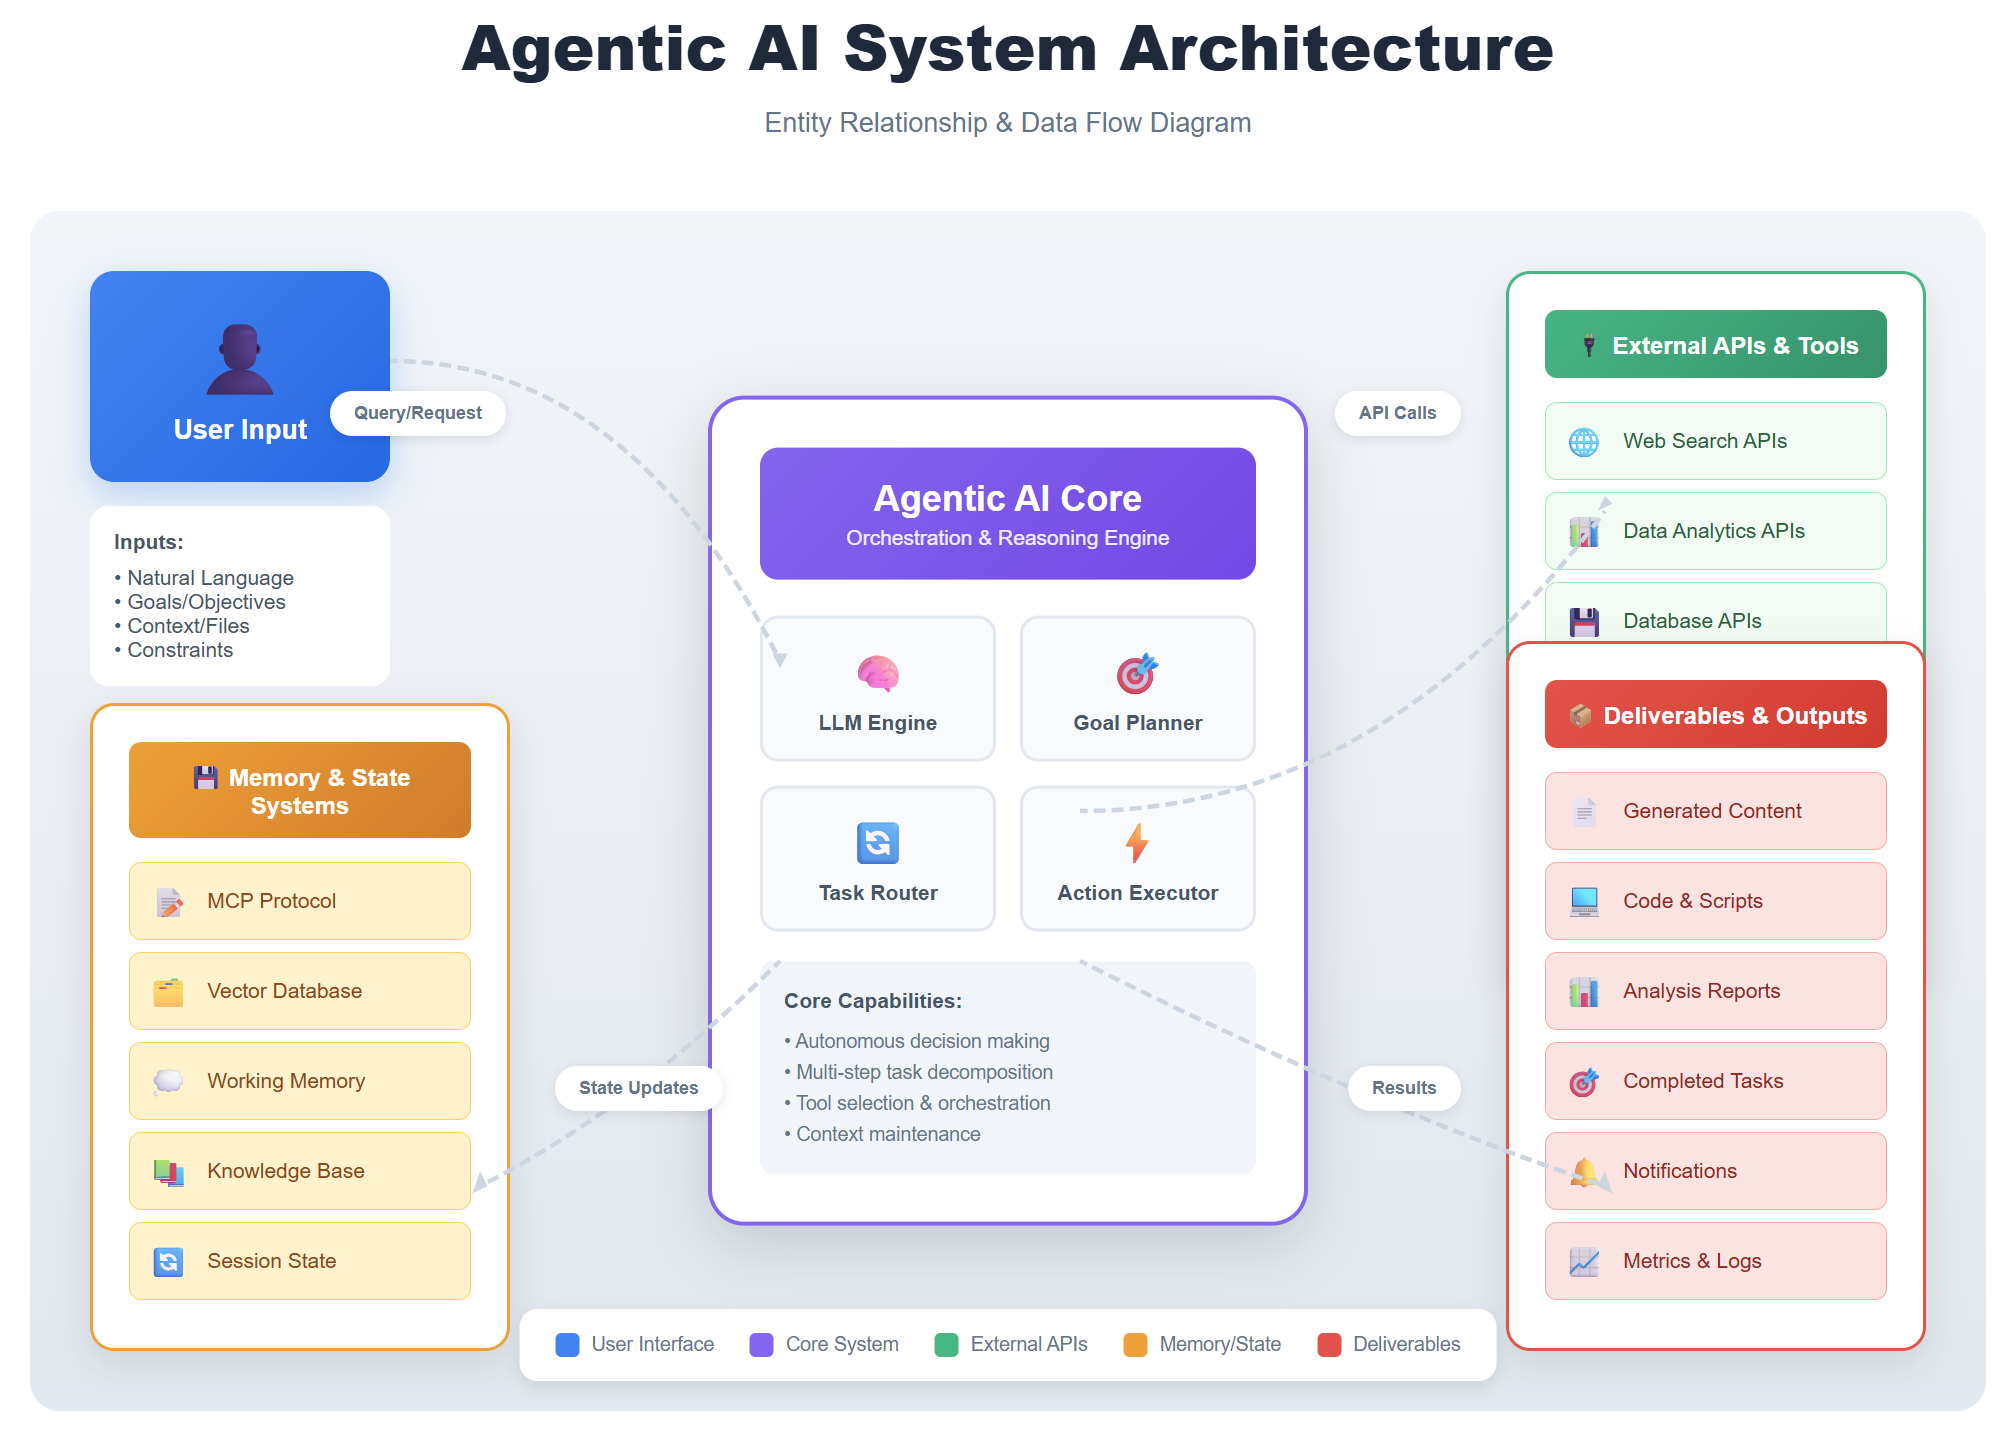 Agentic AI System Architecture
Entity Relationship & Data Flow Diagram
User Input
Query/Request
Inputs:
• Natural Language
• Goals/Objectives
• Context/Files
• Constraints
Memory & State
Systems
MCP Protocol
Vector Database
Working Memory
Knowledge Base
Session State
State Updates
Agentic AI Core
Orchestration & Reasoning Engine
LLM Engine
Goal Planner
Task Router
Action Executor
Core Capabilities:
• Autonomous decision making
• Multi-step task decomposition
• Tool selection & orchestration
• Context maintenance
API Calls
Results
External APIs & Tools
Web Search APIs
Data Analytics APIs
Database APIs
Deliverables & Outputs
Generated Content
Code & Scripts
Analysis Reports
Completed Tasks
Notifications
Metrics & Logs
User Interface
Core System
External APIs
Memory/State
Deliverables